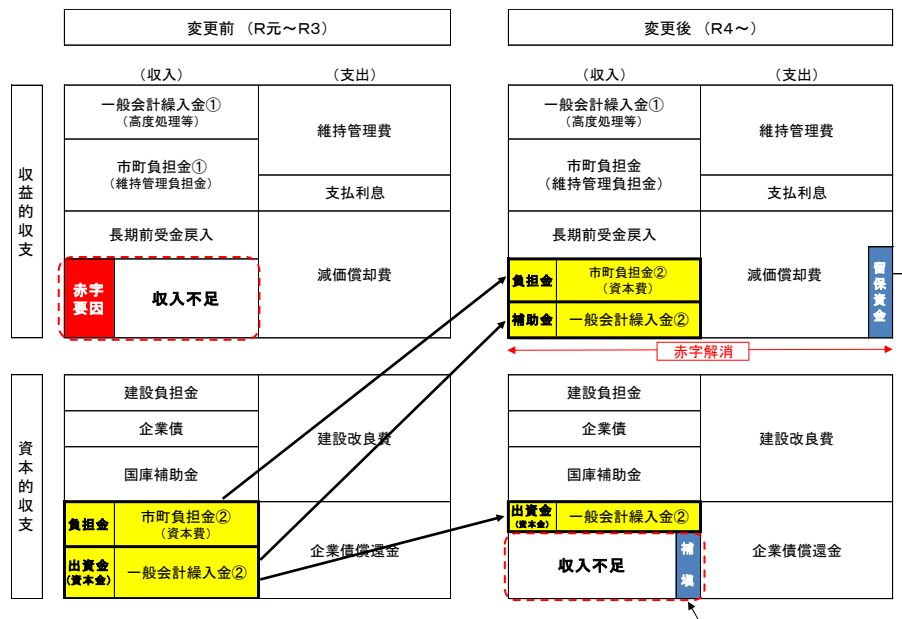 変更前 （R元～R3）
変更後 （R4～）
（収入）
（支出）
（収入）
（支出）
収益的収支
一般会計繰入金①
（高度処理等）
市町負担金①
（維持管理負担金）
長期前受金戻入
赤字
要因
収入不足
維持管理費
支払利息
減価償却費
一般会計繰入金①
（高度処理等）
市町負担金
（維持管理負担金）
長期前受金戻入
負担金
市町負担金②
（資本費）
補助金
一般会計繰入金②
維持管理費
支払利息
減価償却費
留保資金
赤字解消
資本的収支
建設負担金
企業債
国庫補助金
負担金
市町負担金②
（資本費）
出資金
（資本金）
一般会計繰入金②
建設改良費
企業債償還金
建設負担金
企業債
国庫補助金
出資金
（資本金）
一般会計繰入金②
収入不足
補塡
建設改良費
企業債償還金